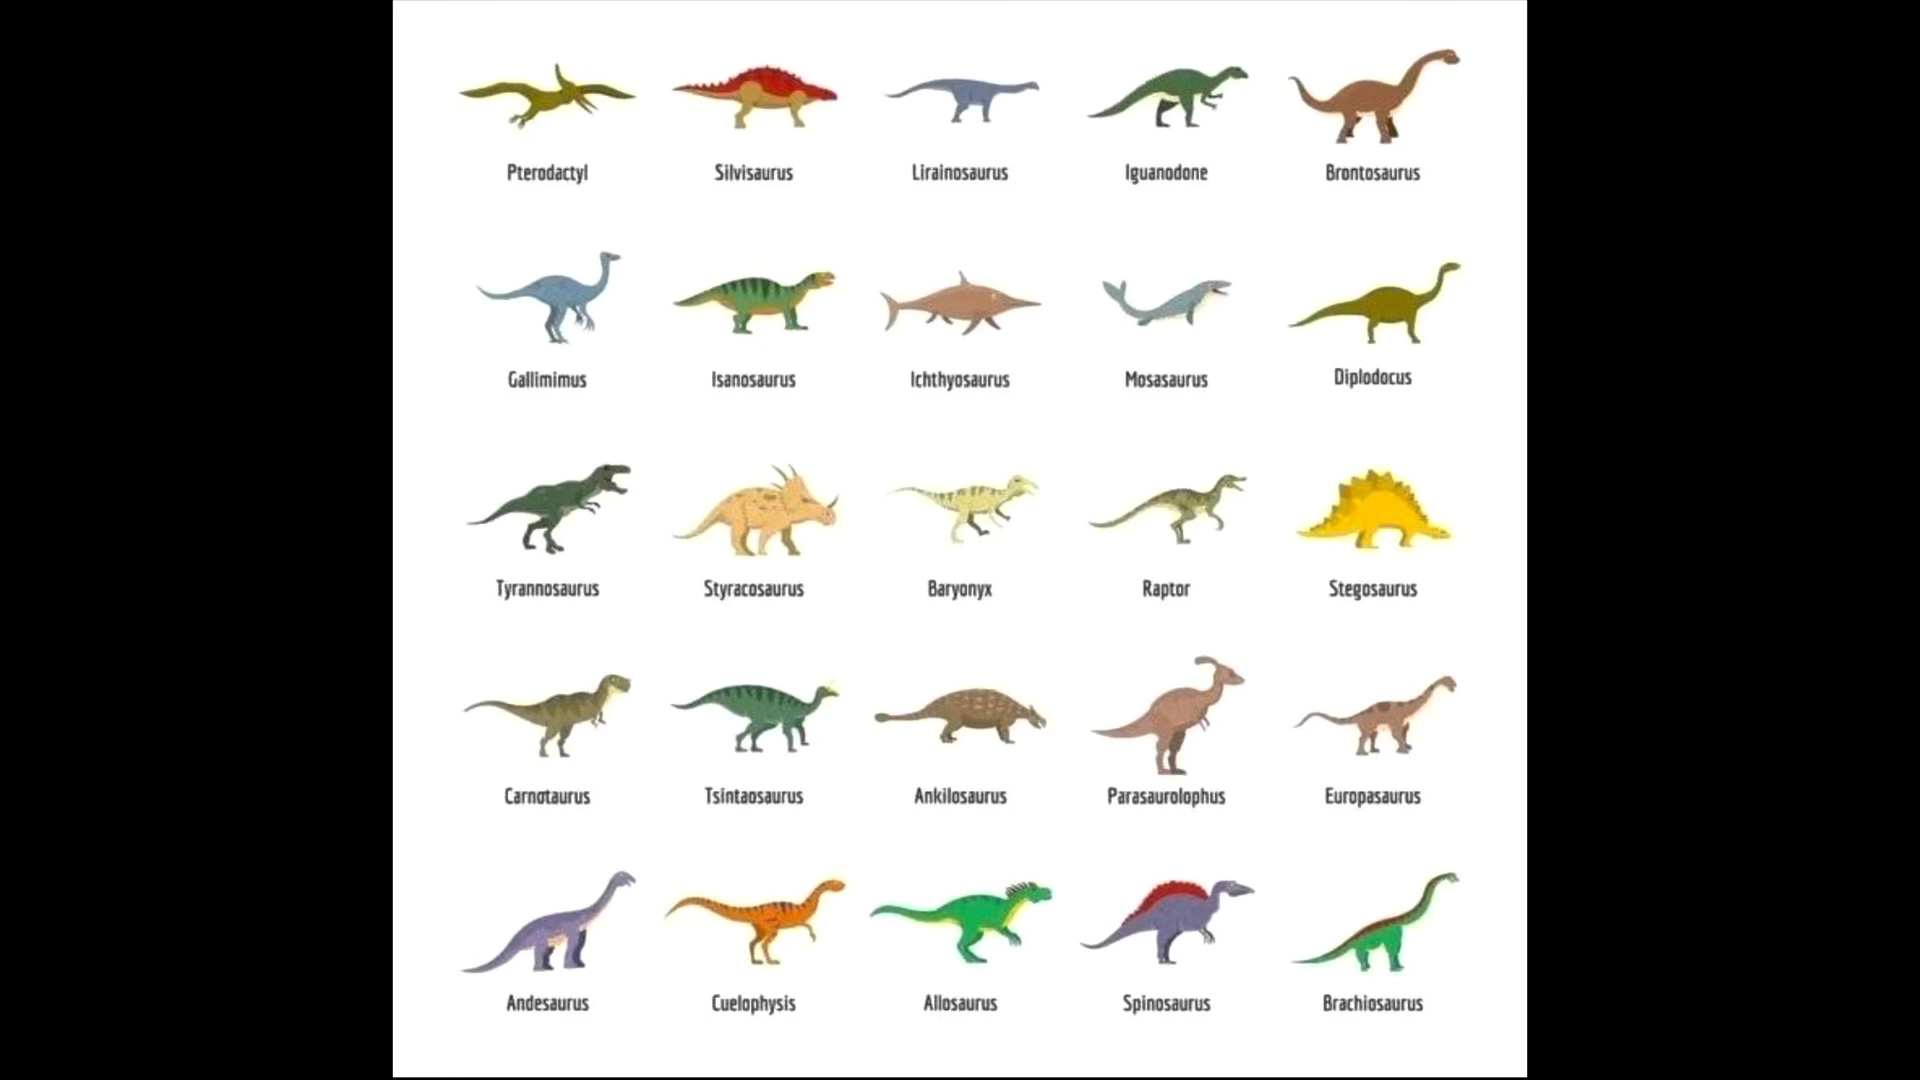 Pterodactyl
Silvisaurus
Lirainosaurus
Iguanodone
Brontosaurus
Gallimimus
Isanosaurus
Ichthyosaurus
Mosasaurus
Diplodocus
Tyrannosaurus
Styracosaurus
Baryonyx
Raptor
Stegosaurus
Carnotaurus
Tsintaosaurus
Ankilosaurus
Parasaurolophus
Europasaurus
Andesaurus
Cuelophysis
Allosaurus
Spinosaurus
Brachiosaurus